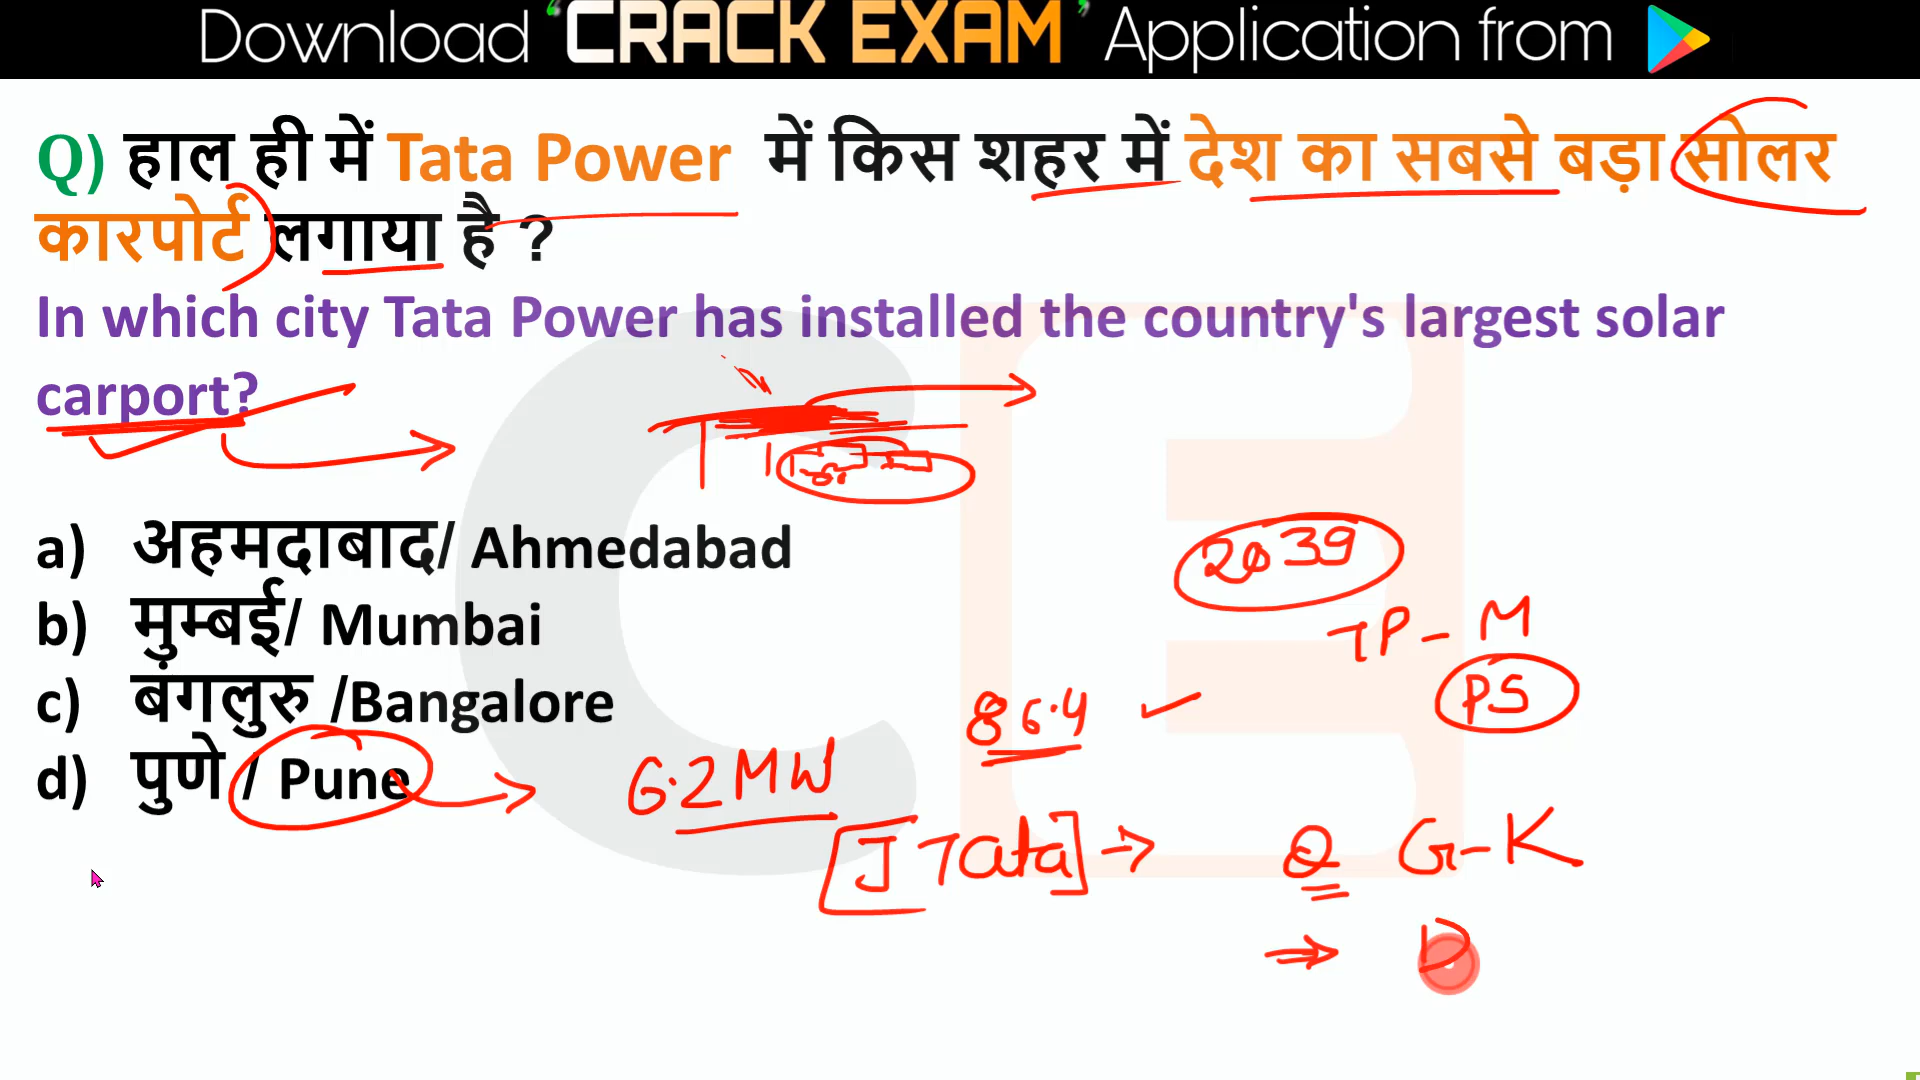 Download ‘CRACK EXAM’ Application from
Q) हाल ही में Tata Power में किस शहर में देश का सबसे बड़ा सोलर
कारपोर्ट लगाया है ?
In which city Tata Power has installed the country's largest solar
carport?
a) अहमदाबाद/ Ahmedabad
2039
b) मुम्बई/ Mumbai
TP - M
c) बंगलुरु /Bangalore
86.4
PS
d) पुणे / Pune
6.2 MW
[J Tata] →
Q G-K
→ D